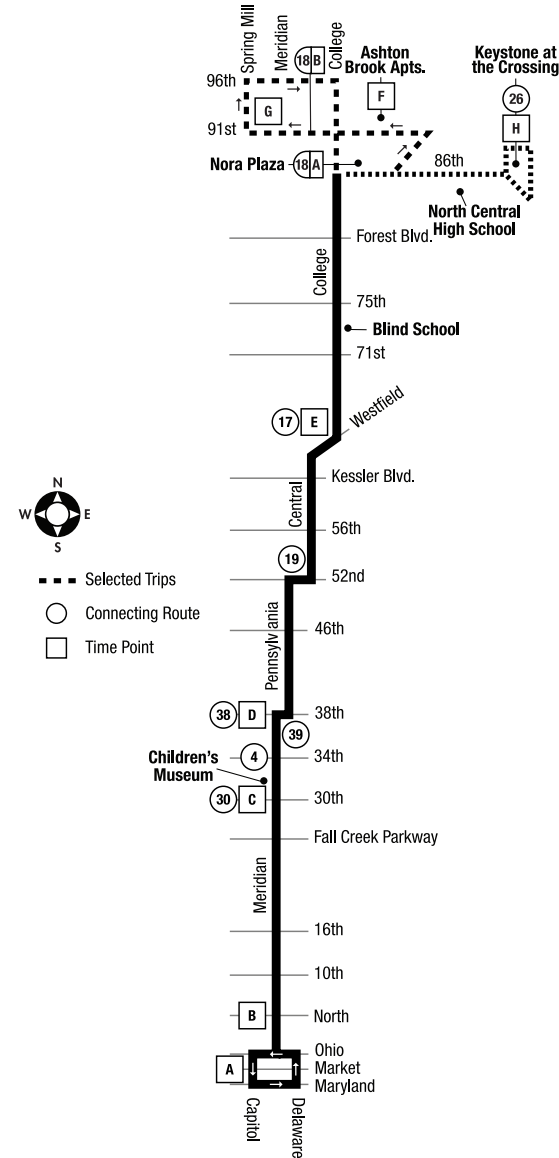 Spring Mill
Meridian
18 B
College
Ashton
Brook Apts.
Keystone at
the Crossing
96th
F
26
G
H
91st
Nora Plaza
18 A
86th
North Central
High School
Forest Blvd.
College
75th
Blind School
71st
Westfield
17
E
Kessler Blvd.
N
W
E
S
Central
56th
19
52nd
Selected Trips
Connecting Route
Time Point
46th
Pennsylvania
38
D
38th
39
4
34th
Children's
Museum
30
C
30th
Fall Creek Parkway
Meridian
16th
10th
B
North
Ohio
A
Market
Maryland
Capitol
Delaware